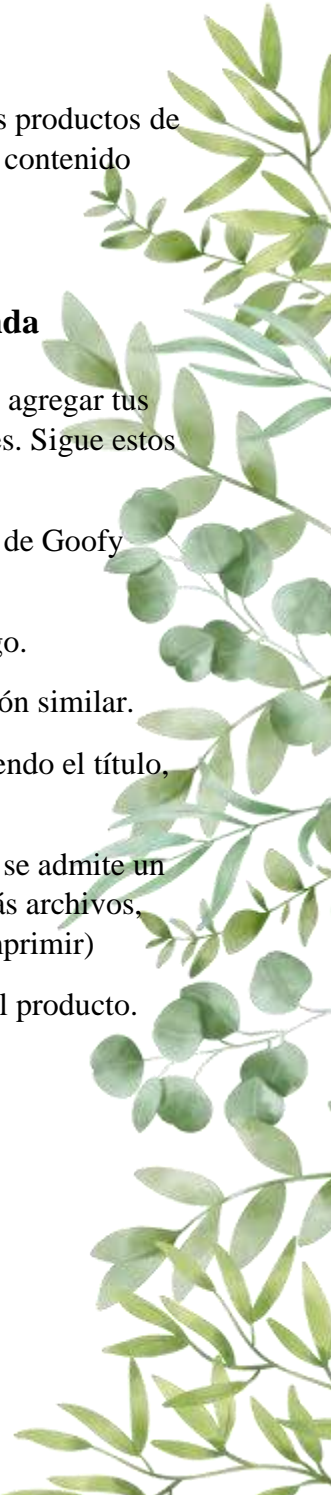 s productos de
contenido
da
agregar tus
es. Sigue estos
de Goofy
go.
ón similar.
endo el título,
se admite un
ás archivos,
mprimir)
l producto.